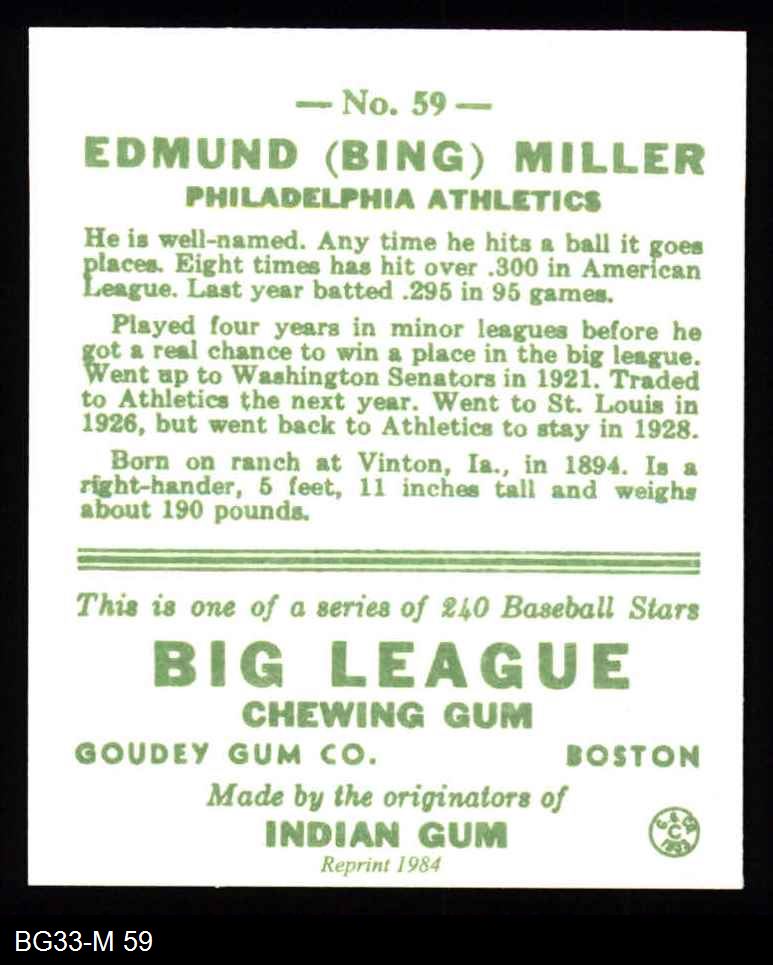 — No. 59 —
EDMUND (BING) MILLER
PHILADELPHIA ATHLETICS
He is well-named. Any time he hits a ball it goes
places. Eight times has hit over .300 in American
League. Last year batted .295 in 95 games.
Played four years in minor leagues before he
got a real chance to win a place in the big league.
Went up to Washington Senators in 1921. Traded
to Athletics the next year. Went to St. Louis in
1926, but went back to Athletics to stay in 1928.
Born on ranch at Vinton, Ia., in 1894. Is a
right-hander, 5 feet, 11 inches tall and weighs
about 190 pounds.
This is one of a series of 240 Baseball Stars
BIG LEAGUE
CHEWING GUM
GOUDEY GUM CO. BOSTON
Made by the originators of
INDIAN GUM
Reprint 1984
BG33-M 59